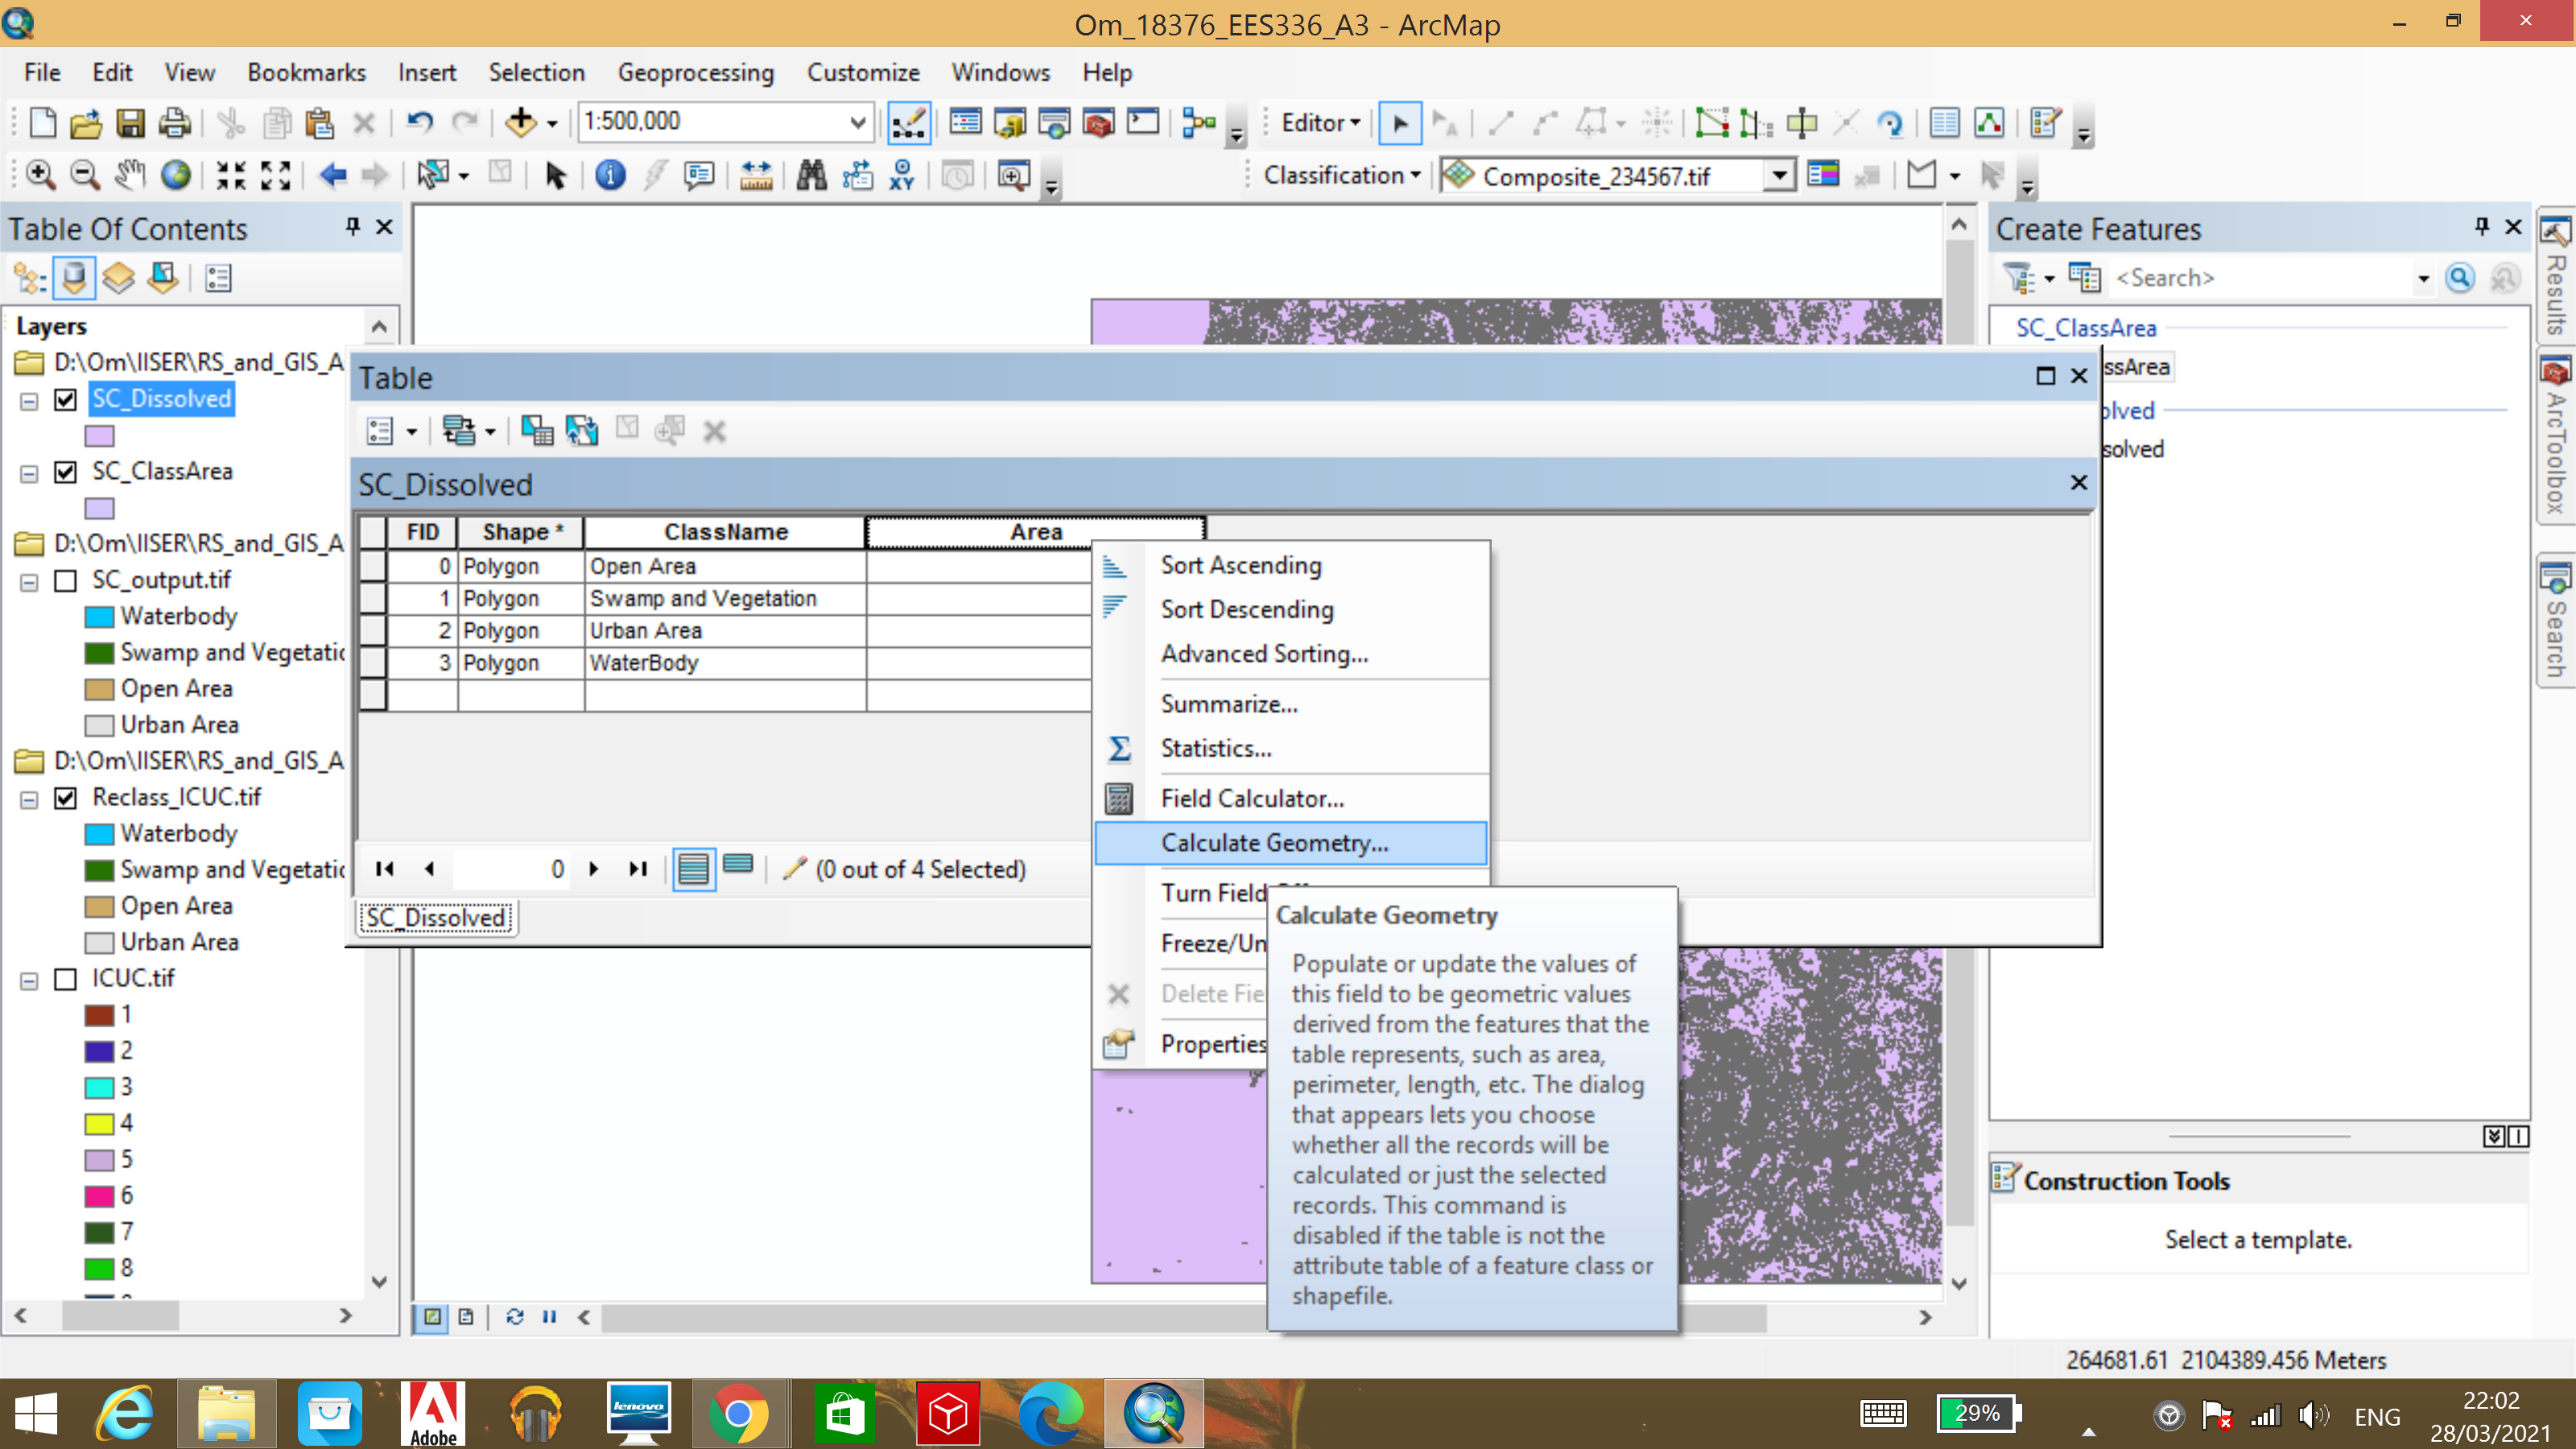 Om_18376_EES336_A3 - ArcMap
File Edit View Bookmarks Insert Selection Geoprocessing Customize Windows Help
1:500,000
Editor
XY
Classification
Composite_234567.tif
Table Of Contents
Layers
D:\Om\IISER\RS_and_GIS_A
SC_Dissolved
SC_ClassArea
D:\Om\IISER\RS_and_GIS_A
SC_output.tif
Waterbody
Swamp and Vegetatic
Open Area
Urban Area
D:\Om\IISER\RS_and_GIS_A
Reclass_ICUC.tif
Waterbody
Swamp and Vegetatic
Open Area
Urban Area
ICUC.tif
1
2
3
4
5
6
7
8
Table
SC_Dissolved
FID Shape * ClassName Area
0 Polygon Open Area
1 Polygon Swamp and Vegetation
2 Polygon Urban Area
3 Polygon WaterBody
0
(0 out of 4 Selected)
SC_Dissolved
Sort Ascending
Sort Descending
Advanced Sorting...
Summarize...
Statistics...
Field Calculator...
Calculate Geometry...
Turn Field
Freeze/Un
Delete Fie
Properties
Calculate Geometry
Populate or update the values of
this field to be geometric values
derived from the features that the
table represents, such as area,
perimeter, length, etc. The dialog
that appears lets you choose
whether all the records will be
calculated or just the selected
records. This command is
disabled if the table is not the
attribute table of a feature class or
shapefile.
Create Features
<Search>
SC_ClassArea
ssArea
olved
solved
Construction Tools
Select a template.
Results
ArcToolbox
Search
264681.61 2104389.456 Meters
Adobe
lenovo
29%
ENG
22:02
28/03/2021